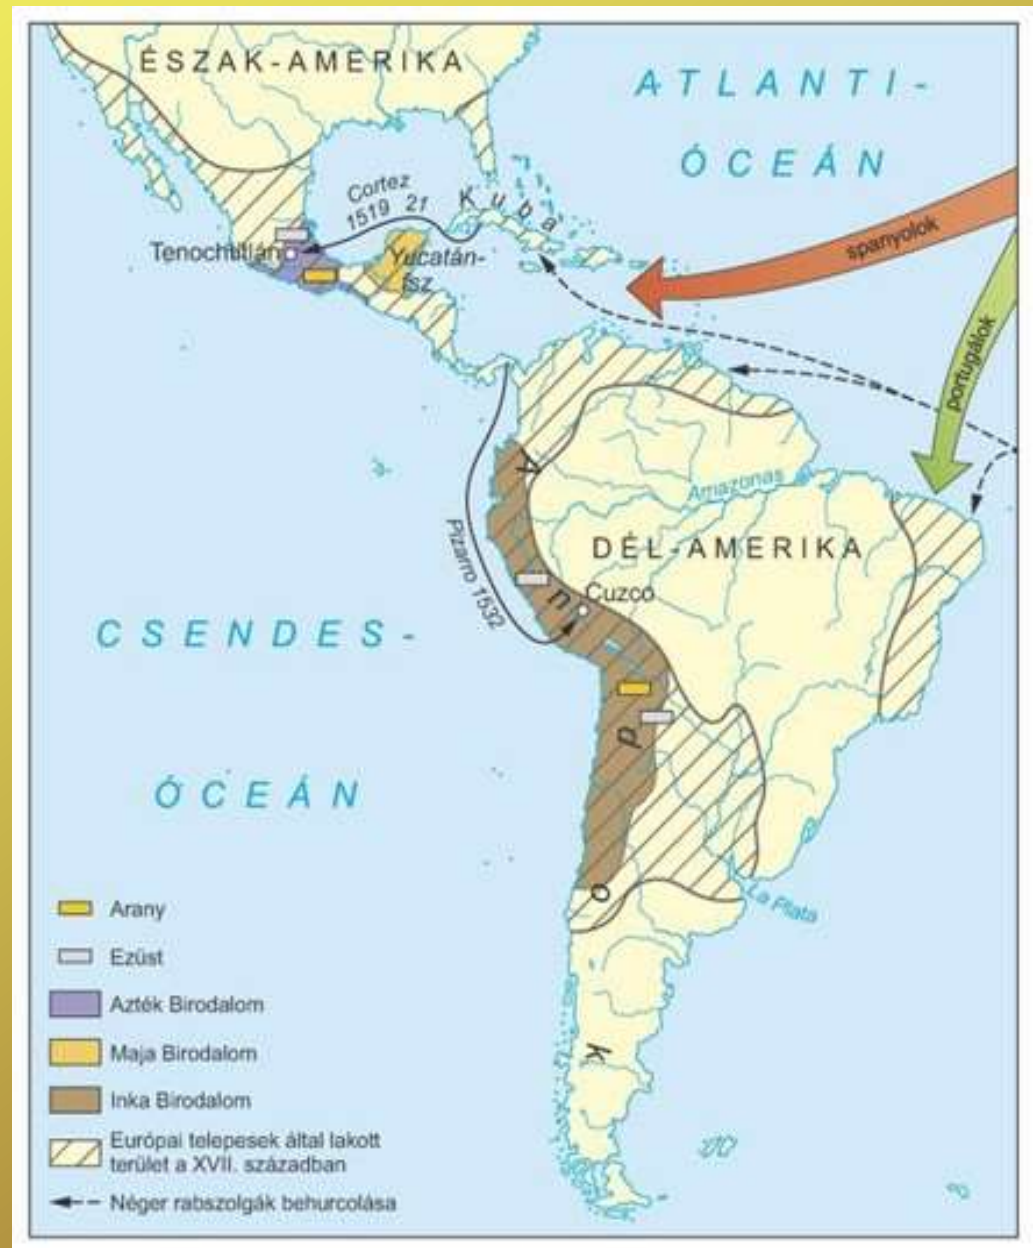 ÉSZAK-AMERIKA
ATLANTI-
ÓCEÁN
Cortez
1519 21
Kuba
Tenochtitlán
Yucatán-
fsz
spanyolok
portugálok
Amazonas
DÉL-AMERIKA
Pizarro 1532
Cuzco
Andok
CSENDES-
ÓCEÁN
La Plata
Arany
Ezüst
Azték Birodalom
Maja Birodalom
Inka Birodalom
Európai telepesek által lakott
terület a XVII. században
Néger rabszolgák behurcolása